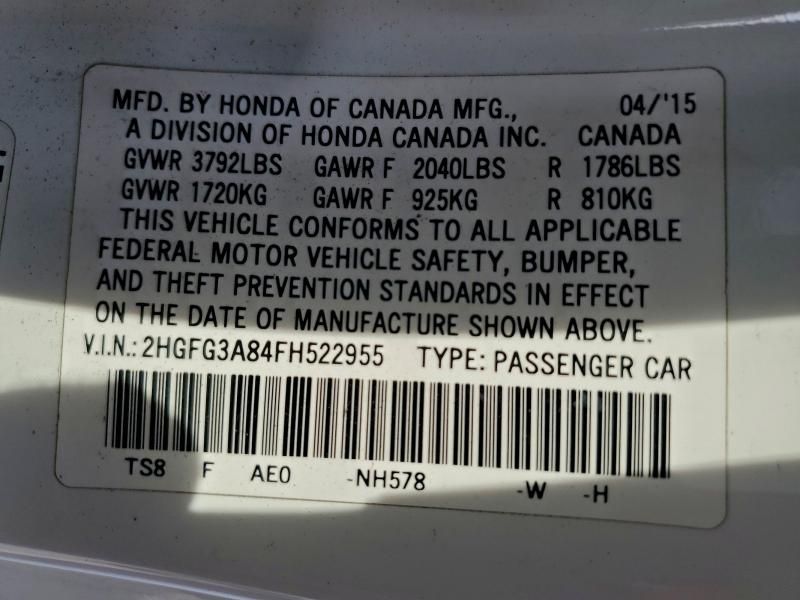 MFD. BY HONDA OF CANADA MFG., 04/'15
A DIVISION OF HONDA CANADA INC. CANADA
GVWR 3792LBS GAWR F 2040LBS R 1786LBS
GVWR 1720KG GAWR F 925KG R 810KG
THIS VEHICLE CONFORMS TO ALL APPLICABLE
FEDERAL MOTOR VEHICLE SAFETY, BUMPER,
AND THEFT PREVENTION STANDARDS IN EFFECT
ON THE DATE OF MANUFACTURE SHOWN ABOVE.
V.I.N.: 2HGFG3A84FH522955 TYPE: PASSENGER CAR
TS8 F AE0 -NH578 -W -H